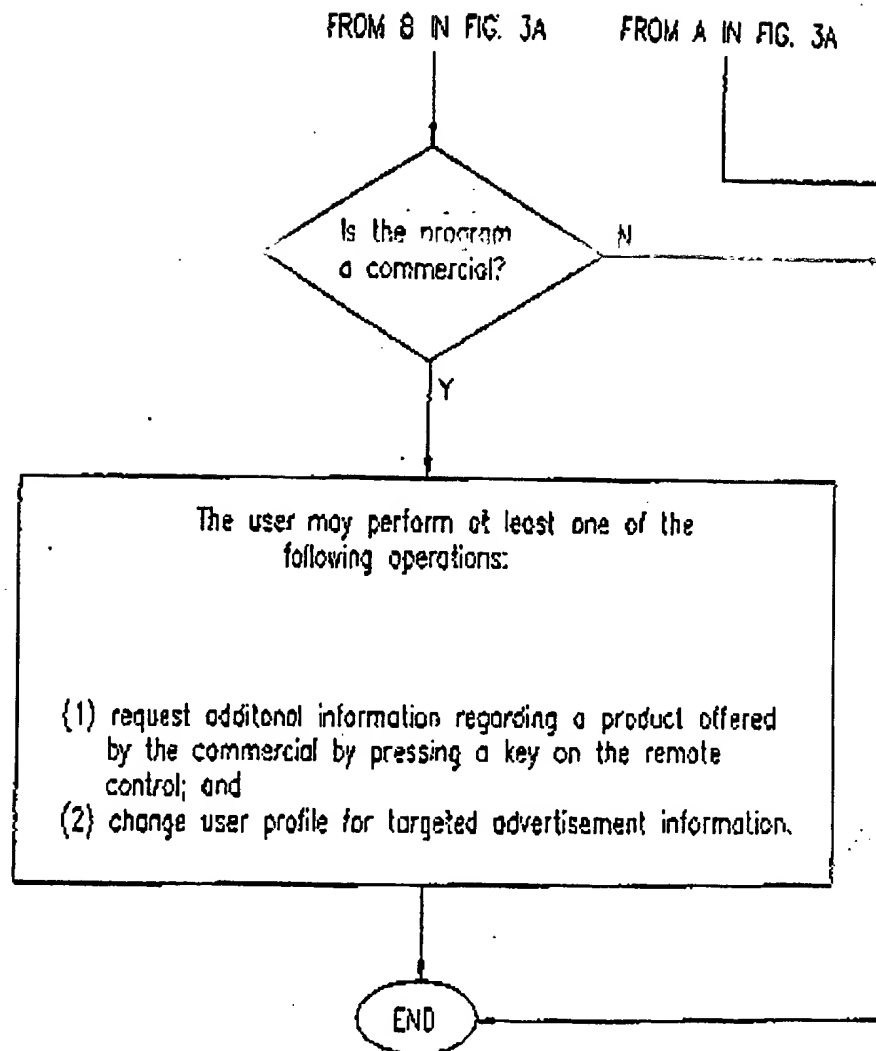 FROM B IN FIG. 3A
FROM A IN FIG. 3A
Is the program
a commercial?
N
Y
The user may perform at least one of the
following operations:
(1) request additonal information regarding a product offered
by the commercial by pressing a key on the remote
control; and
(2) change user profile for targeted advertisement information.
END